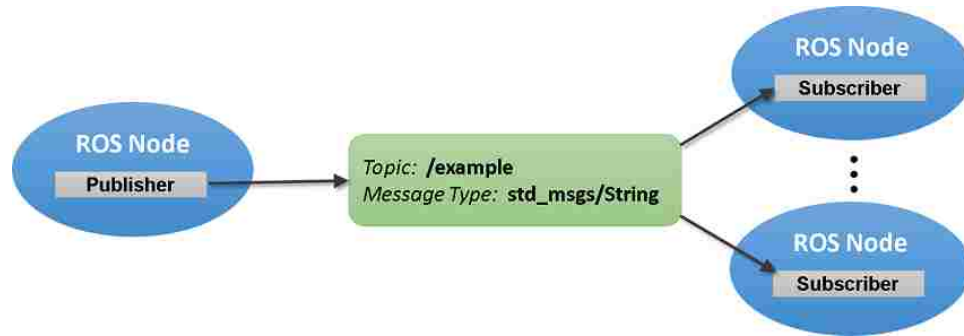 ROS Node
Publisher
Topic: /example
Message Type: std_msgs/String
ROS Node
Subscriber
ROS Node
Subscriber